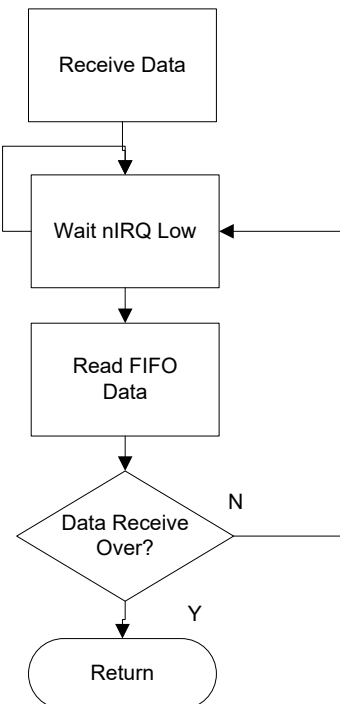 Receive Data
Wait nIRQ Low
Read FIFO
Data
N
Data Receive
Over?
Y
Return